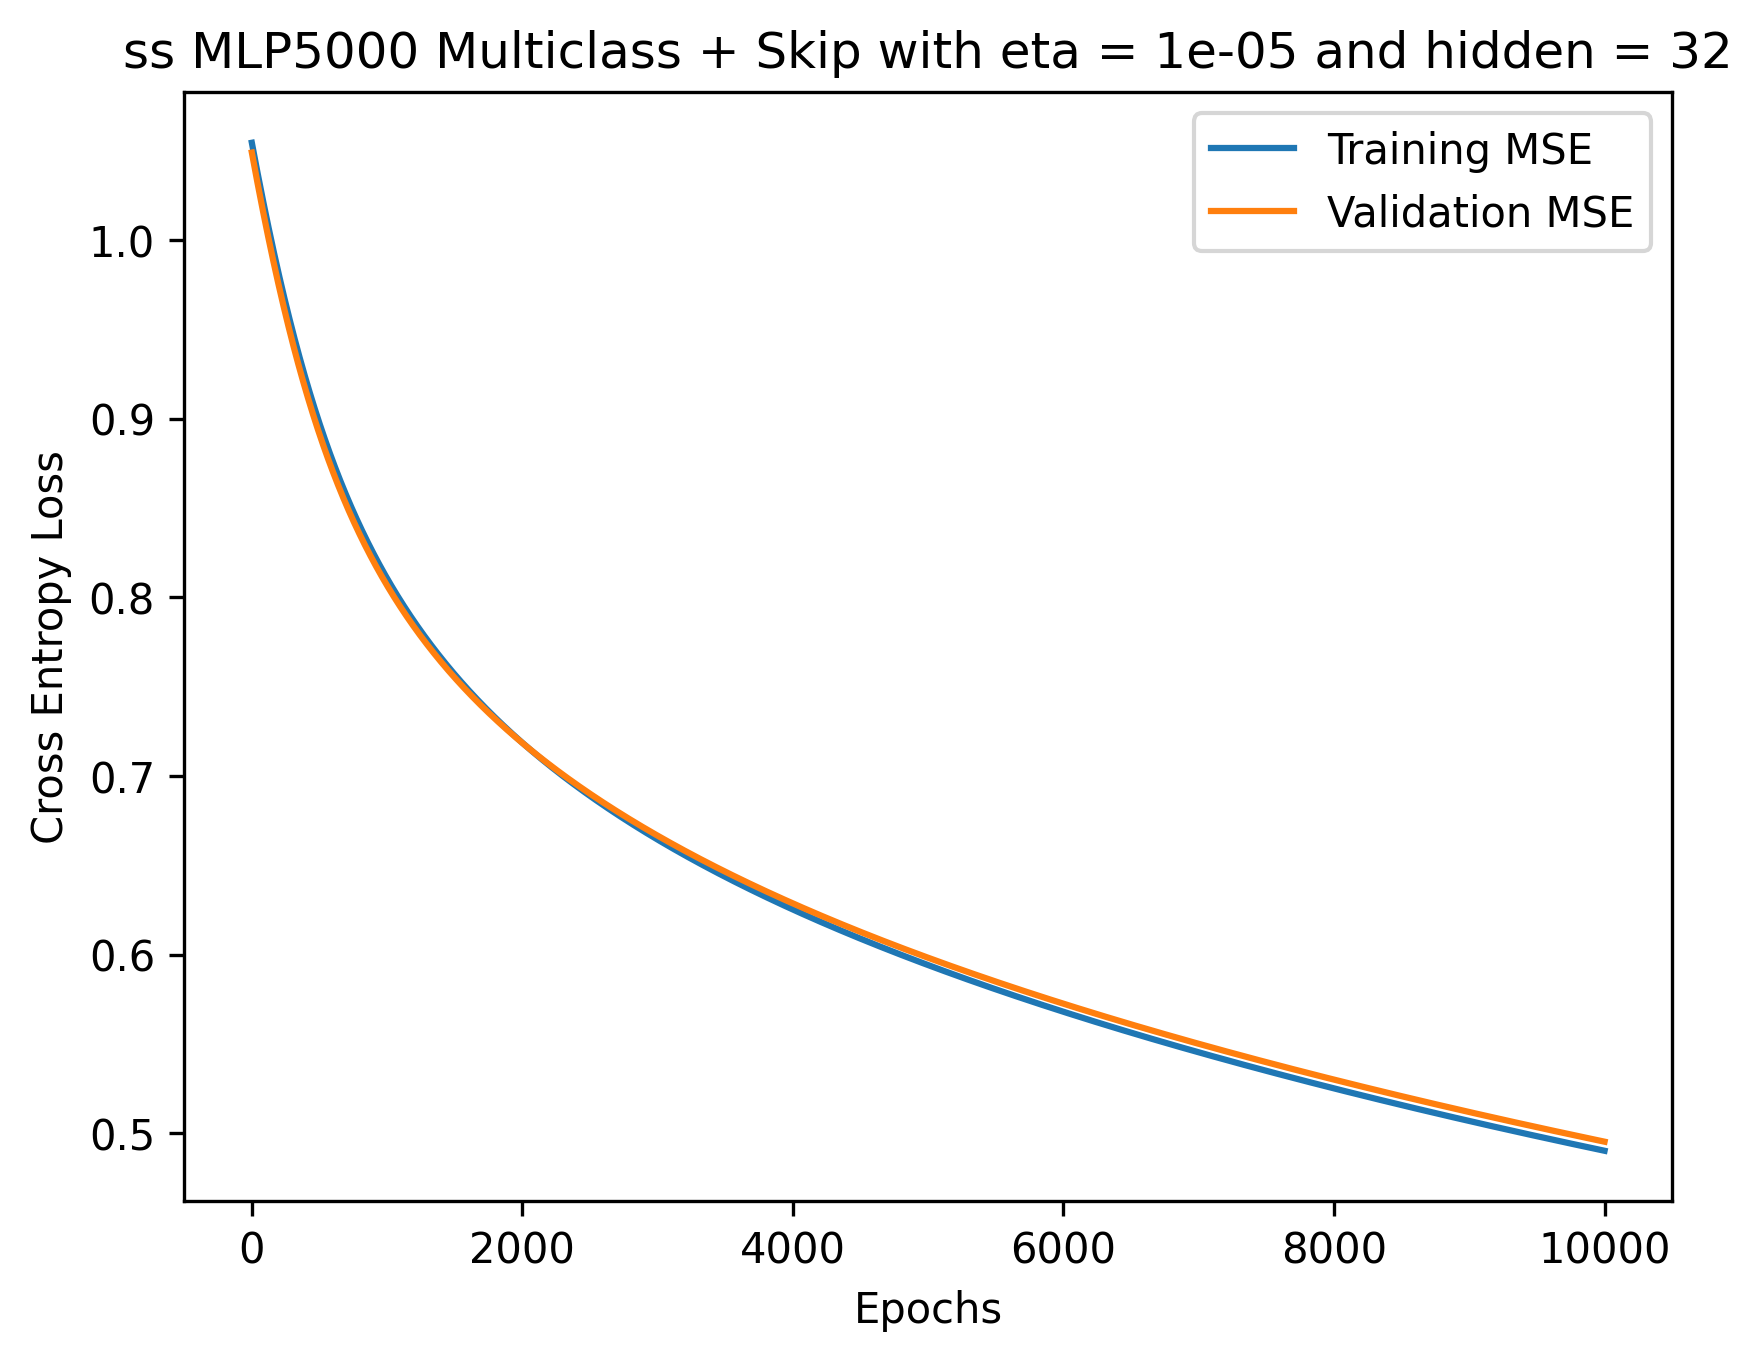 ss MLP5000 Multiclass + Skip with eta = 1e-05 and hidden = 32
Training MSE
Validation MSE
Cross Entropy Loss
1.0
0.9
0.8
0.7
0.6
0.5
0 2000 4000 6000 8000 10000
Epochs